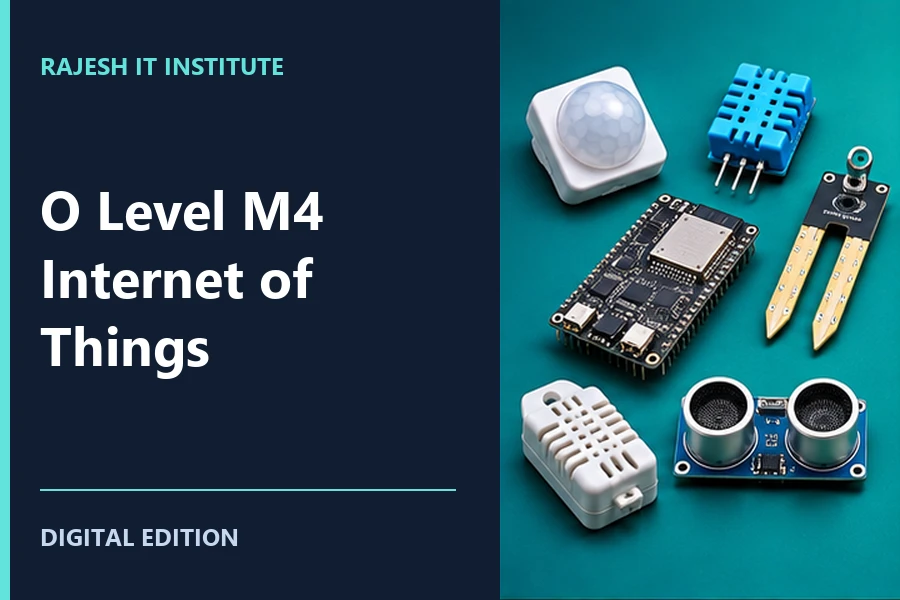 RAJESH IT INSTITUTE
O Level M4
Internet of
Things
DIGITAL EDITION